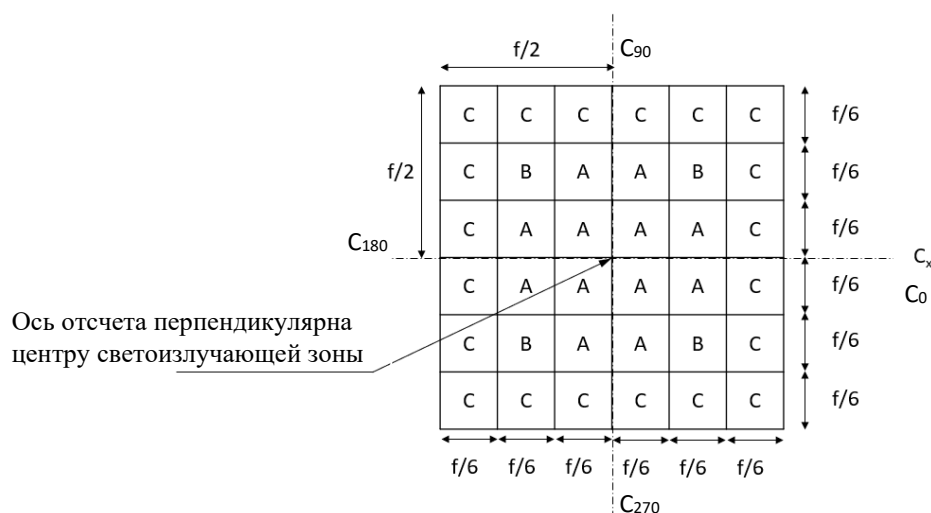 C₉₀
f/2
C C C C C C f/6
f/2
C B A A B C f/6
C A A A A C f/6
C₁₈₀
Cₓ
C₀
C A A A A C f/6
Ось отсчета перпендикулярна
центру светоизлучающей зоны
C B A A B C f/6
C C C C C C f/6
f/6 f/6 f/6 f/6 f/6 f/6
C₂₇₀